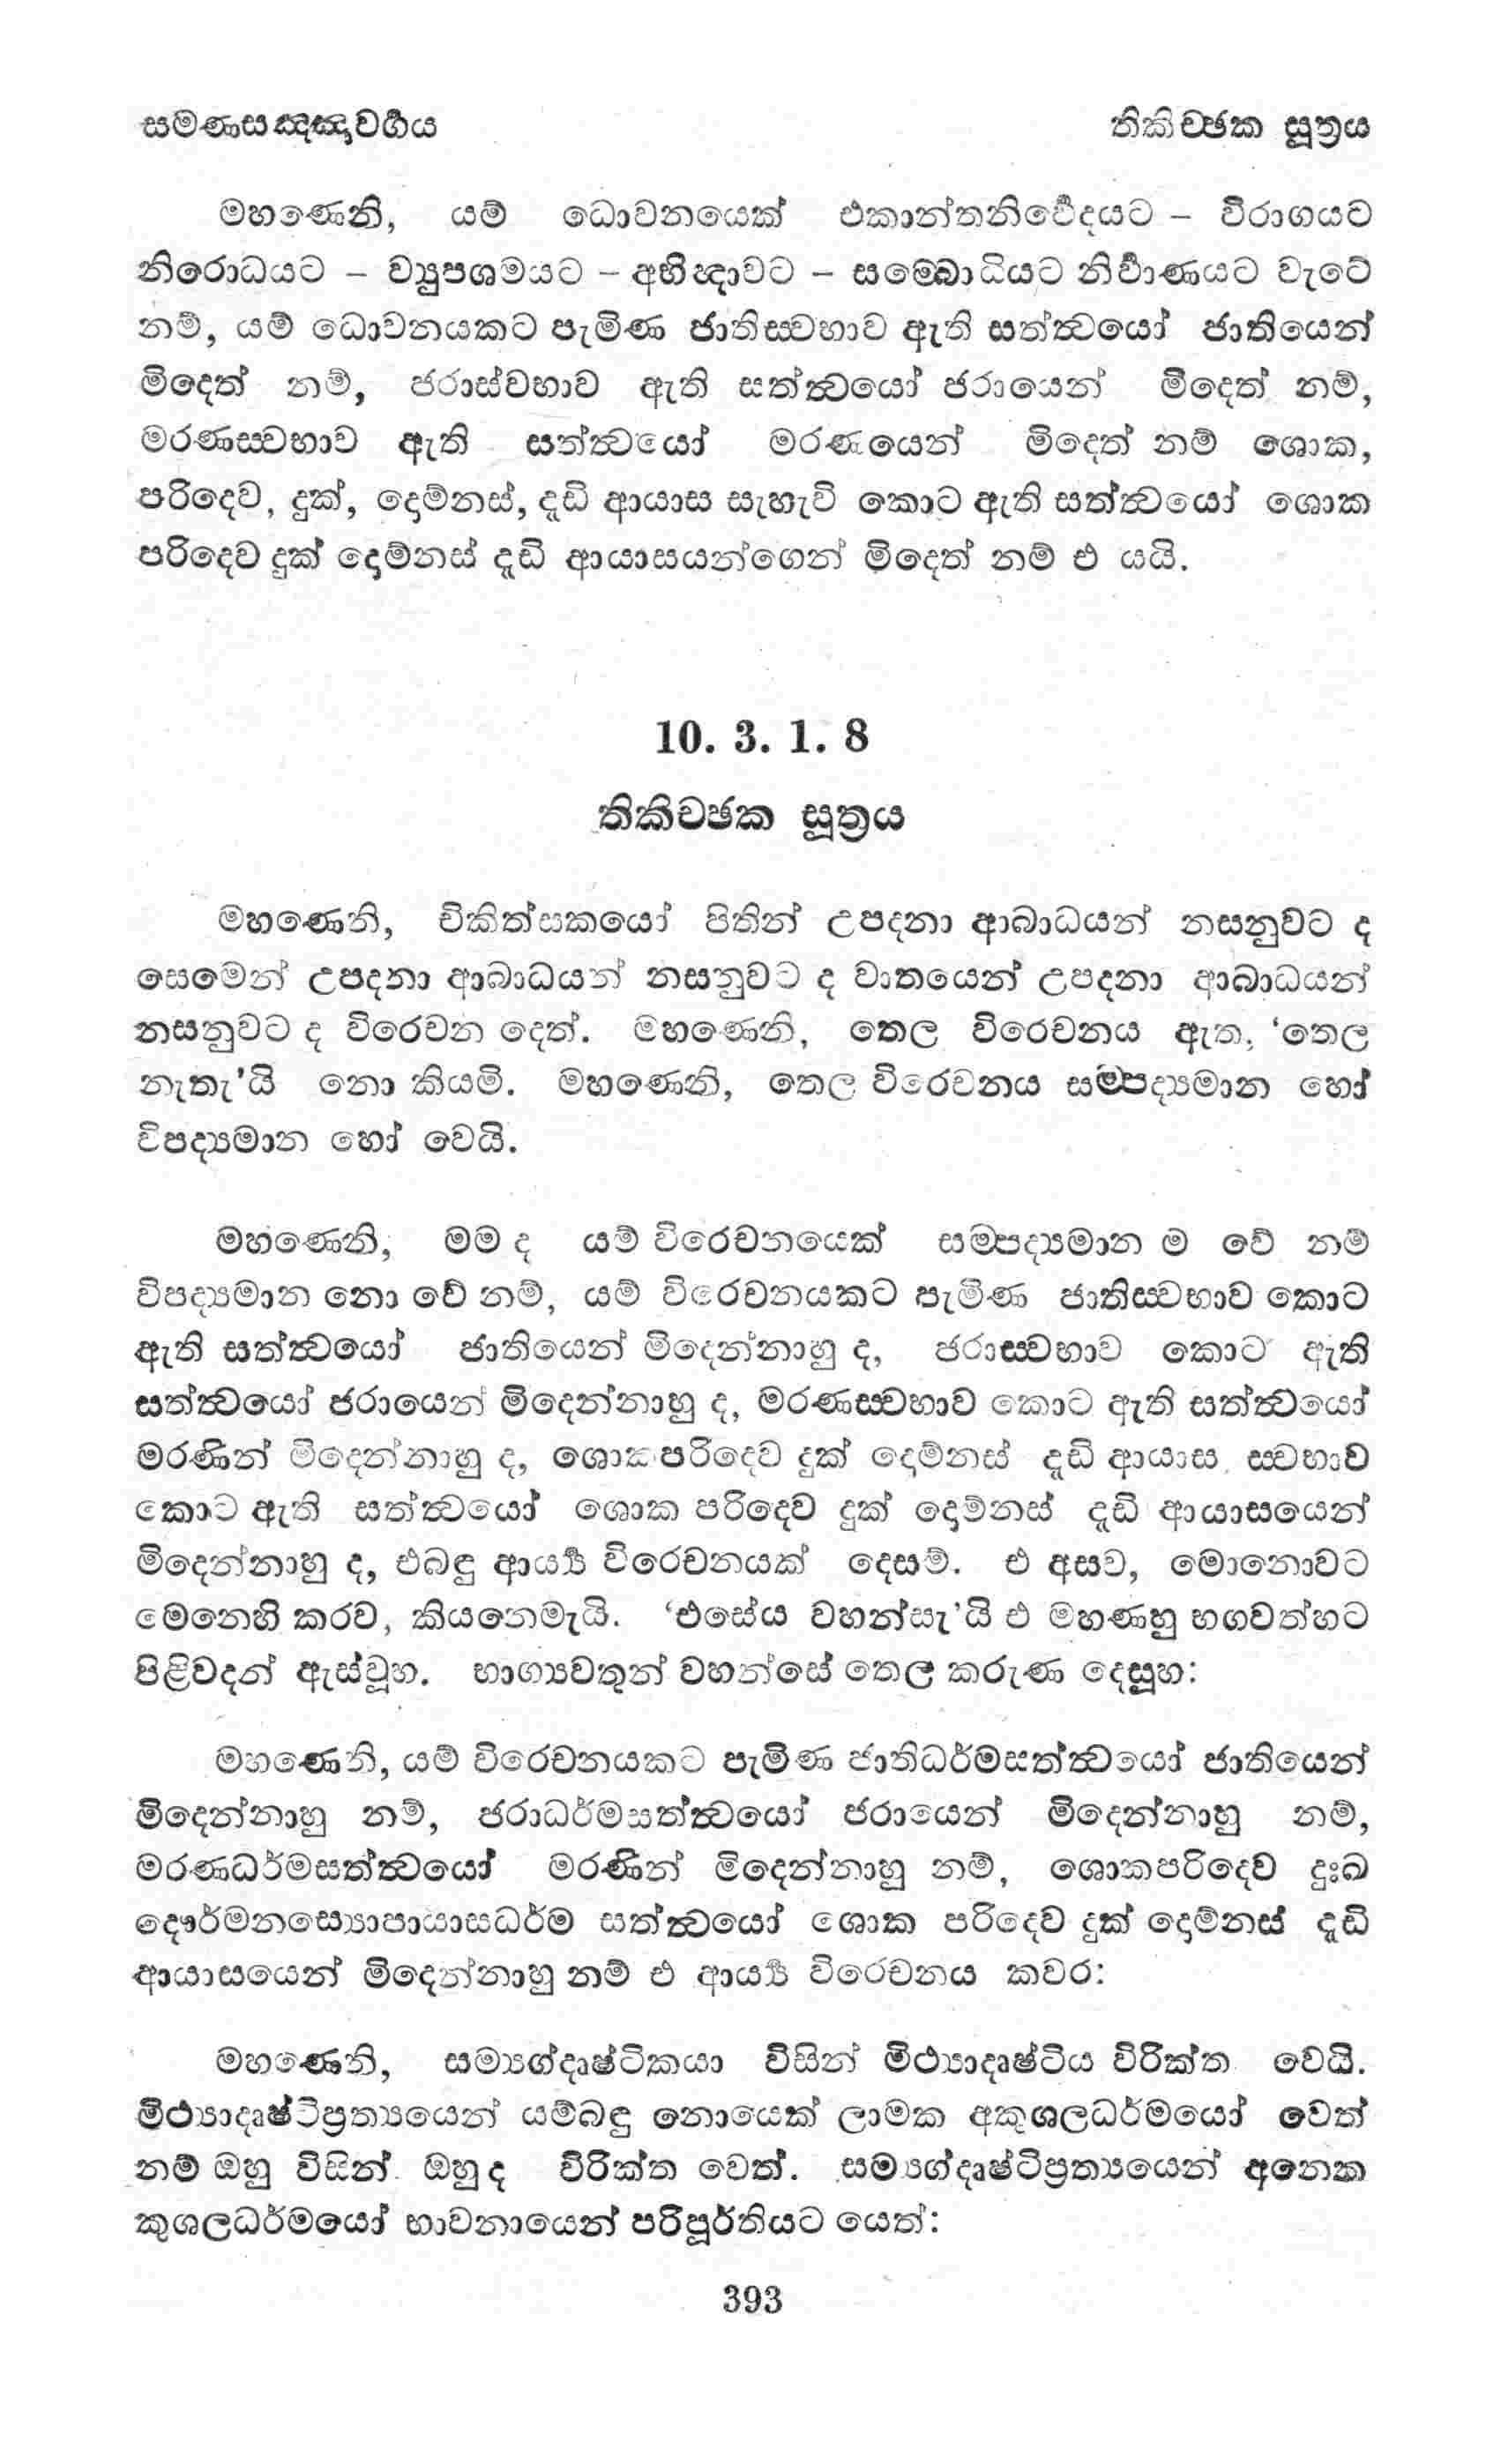 සමණසඤ්ඤාවර්‍ගය
තිකිච්ඡක සූත්‍රය
මහණෙනි, යම් ධොවනයෙක් එකාන්තනිර්‍වෙදයට – විරාගයට
නිරොධයට – ව්‍යුපශමයට – අභිඥාවට – සම්බොධියට නිර්‍වාණයට වැටේ
නම්, යම් ධොවනයකට පැමිණ ජාතිස්වභාව ඇති සත්ත්‍වයෝ ජාතියෙන්
මිදෙත් නම්, ජරාස්වභාව ඇති සත්ත්‍වයෝ ජරායෙන් මිදෙත් නම්,
මරණස්වභාව ඇති සත්ත්‍වයෝ මරණයෙන් මිදෙත් නම් ශොක,
පරිදෙව, දුක්, දොම්නස්, දැඩි ආයාස සැහැවි කොට ඇති සත්ත්‍වයෝ ශොක
පරිදෙව දුක් දොම්නස් දැඩි ආයාසයන්ගෙන් මිදෙත් නම් එ යයි.
10. 3. 1. 8
තිකිච්ඡක සූත්‍රය
මහණෙනි, චිකිත්සකයෝ පිතින් උපදනා ආබාධයන් නසනුවට ද
සෙමෙන් උපදනා ආබාධයන් නසනුවට ද වාතයෙන් උපදනා ආබාධයන්
නසනුවට ද විරෙචන දෙත්. මහණෙනි, තෙල විරෙචනය ඇත, ‘තෙල
නැතැ’යි නො කියමි. මහණෙනි, තෙල විරෙචනය සම්පද්‍යමාන හෝ
විපද්‍යමාන හෝ වෙයි.
මහණෙනි, මම ද යම් විරෙචනයෙක් සම්පද්‍යමාන ම වේ නම්
විපද්‍යමාන නො වේ නම්, යම් විරෙචනයකට පැමිණ ජාතිස්වභාව කොට
ඇති සත්ත්‍වයෝ ජාතියෙන් මිදෙන්නාහු ද, ජරාස්වභාව කොට ඇති
සත්ත්‍වයෝ ජරායෙන් මිදෙන්නාහු ද, මරණස්වභාව කොට ඇති සත්ත්‍වයෝ
මරණින් මිදෙන්නාහු ද, ශොක පරිදෙව දුක් දොම්නස් දැඩි ආයාස ස්වභාව
කොට ඇති සත්ත්‍වයෝ ශොක පරිදෙව දුක් දොම්නස් දැඩි ආයාසයෙන්
මිදෙන්නාහු ද, එබඳු ආර්‍ය්‍ය විරෙචනයක් දෙසම්. එ අසව, මොනොවට
මෙනෙහි කරව, කියනෙමැයි. ‘එසේය වහන්සැ’යි එ මහණහු භගවත්හට
පිළිවදන් ඇස්වූහ. භාග්‍යවතුන් වහන්සේ තෙල කරුණ දෙසූහ:
මහණෙනි, යම් විරෙචනයකට පැමිණ ජාතිධර්මසත්ත්‍වයෝ ජාතියෙන්
මිදෙන්නාහු නම්, ජරාධර්මසත්ත්‍වයෝ ජරායෙන් මිදෙන්නාහු නම්,
මරණධර්මසත්ත්‍වයෝ මරණින් මිදෙන්නාහු නම්, ශොකපරිදෙව දුඃඛ
දෞර්මනස්‍යොපායාසධර්ම සත්ත්‍වයෝ ශොක පරිදෙව දුක් දොම්නස් දැඩි
ආයාසයෙන් මිදෙන්නාහු නම් එ ආර්‍ය්‍ය විරෙචනය කවර:
මහණෙනි, සම්‍යග්දෘෂ්ටිකයා විසින් මිථ්‍යාදෘෂ්ටිය විරික්ත වෙයි.
මිථ්‍යාදෘෂ්ටිප්‍රත්‍යයෙන් යම්බඳු නොයෙක් ලාමක අකුශලධර්මයෝ වෙත්
නම් ඔහු විසින් ඔහුද විරික්ත වෙත්. සම්‍යග්දෘෂ්ටිප්‍රත්‍යයෙන් අනෙක
කුශලධර්මයෝ භාවනායෙන් පරිපූර්තියට යෙත්:
393